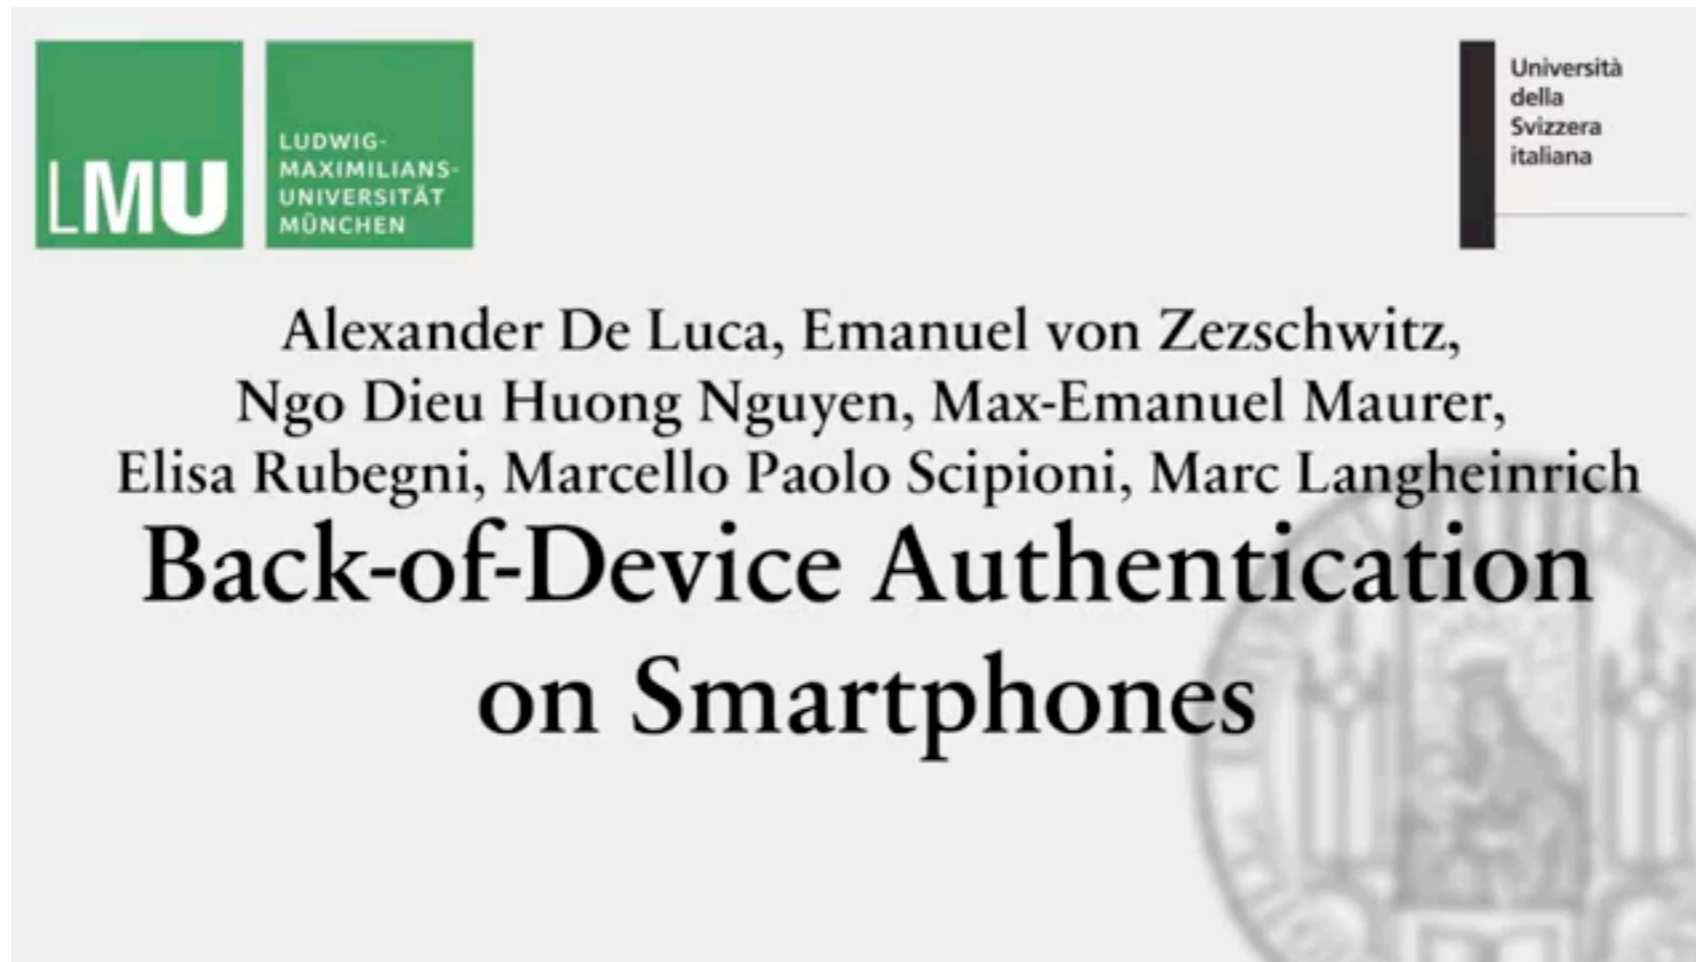 LMU
LUDWIG-
MAXIMILIANS-
UNIVERSITÄT
MÜNCHEN
Università
della
Svizzera
italiana
Alexander De Luca, Emanuel von Zezschwitz,
Ngo Dieu Huong Nguyen, Max-Emanuel Maurer,
Elisa Rubegni, Marcello Paolo Scipioni, Marc Langheinrich
Back-of-Device Authentication
on Smartphones